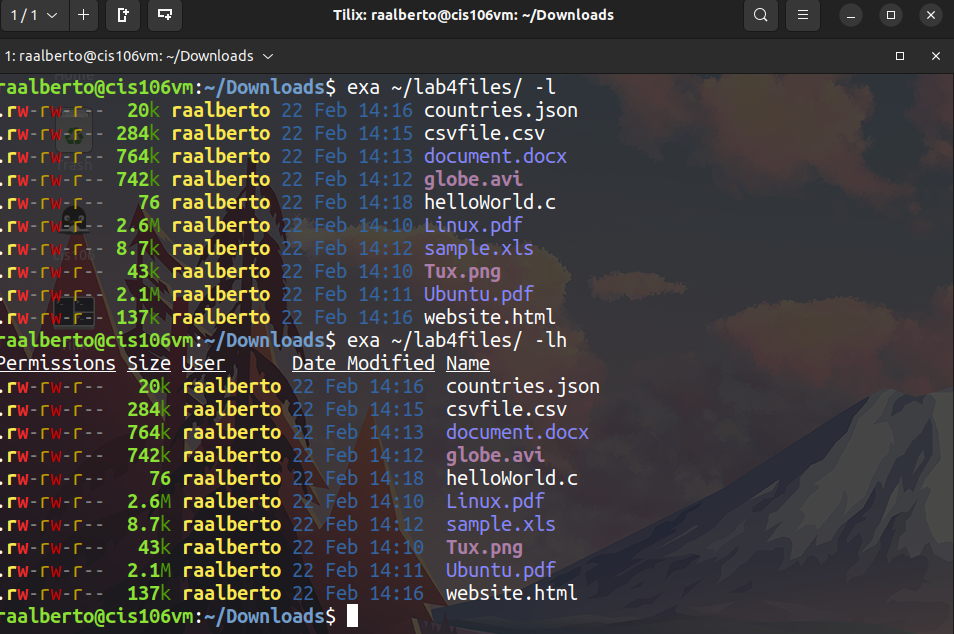 1 / 1
Tilix: raalberto@cis106vm: ~/Downloads
1: raalberto@cis106vm: ~/Downloads
raalberto@cis106vm:~/Downloads$ exa ~/lab4files/ -l
.rw-rw-r-- 20k raalberto 22 Feb 14:16 countries.json
.rw-rw-r-- 284k raalberto 22 Feb 14:15 csvfile.csv
.rw-rw-r-- 764k raalberto 22 Feb 14:13 document.docx
.rw-rw-r-- 742k raalberto 22 Feb 14:12 globe.avi
.rw-rw-r-- 76 raalberto 22 Feb 14:18 helloWorld.c
.rw-rw-r-- 2.6M raalberto 22 Feb 14:10 Linux.pdf
.rw-rw-r-- 8.7k raalberto 22 Feb 14:12 sample.xls
.rw-rw-r-- 43k raalberto 22 Feb 14:10 Tux.png
.rw-rw-r-- 2.1M raalberto 22 Feb 14:11 Ubuntu.pdf
.rw-rw-r-- 137k raalberto 22 Feb 14:16 website.html
raalberto@cis106vm:~/Downloads$ exa ~/lab4files/ -lh
Permissions Size User Date Modified Name
.rw-rw-r-- 20k raalberto 22 Feb 14:16 countries.json
.rw-rw-r-- 284k raalberto 22 Feb 14:15 csvfile.csv
.rw-rw-r-- 764k raalberto 22 Feb 14:13 document.docx
.rw-rw-r-- 742k raalberto 22 Feb 14:12 globe.avi
.rw-rw-r-- 76 raalberto 22 Feb 14:18 helloWorld.c
.rw-rw-r-- 2.6M raalberto 22 Feb 14:10 Linux.pdf
.rw-rw-r-- 8.7k raalberto 22 Feb 14:12 sample.xls
.rw-rw-r-- 43k raalberto 22 Feb 14:10 Tux.png
.rw-rw-r-- 2.1M raalberto 22 Feb 14:11 Ubuntu.pdf
.rw-rw-r-- 137k raalberto 22 Feb 14:16 website.html
raalberto@cis106vm:~/Downloads$